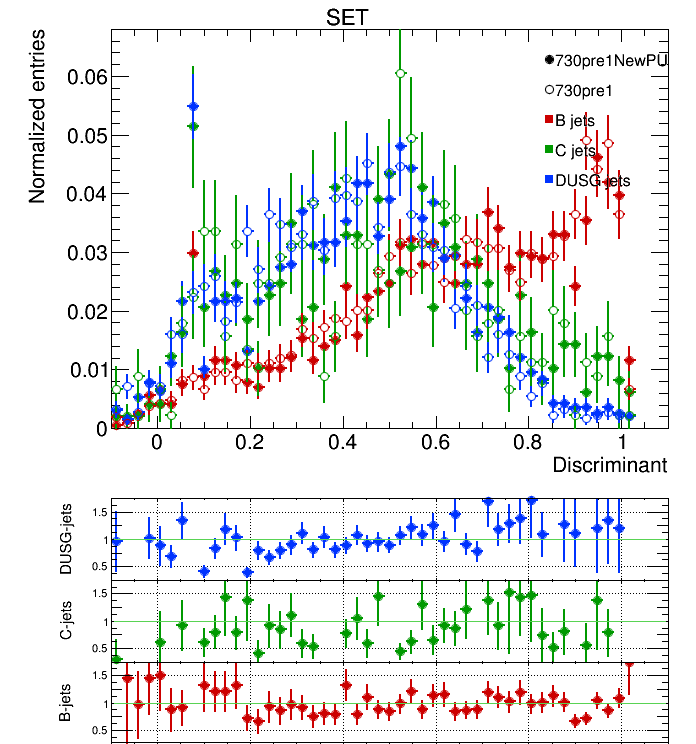 SET
Normalized entries
0.06
0.05
0.04
0.03
0.02
0.01
0
730pre1NewPU
730pre1
B jets
C jets
DUSG jets
0
0.2
0.4
0.6
0.8
1
Discriminant
DUSG-jets
1.5
1
0.5
C-jets
1.5
1
0.5
B-jets
1.5
1
0.5